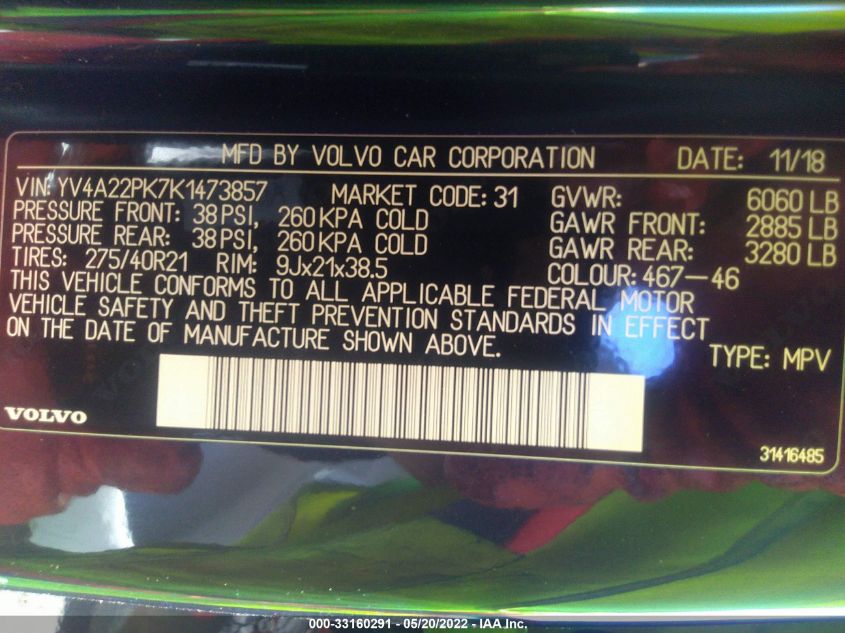 MFD BY VOLVO CAR CORPORATION DATE: 11/18
VIN: YV4A22PK7K1473857 MARKET CODE: 31 GVWR: 6060 LB
PRESSURE FRONT: 38 PSI, 260 KPA COLD GAWR FRONT: 2885 LB
PRESSURE REAR: 38 PSI, 260 KPA COLD GAWR REAR: 3280 LB
TIRES: 275/40R21 RIM: 9Jx21x38.5 COLOUR: 467-46
THIS VEHICLE CONFORMS TO ALL APPLICABLE FEDERAL MOTOR
VEHICLE SAFETY AND THEFT PREVENTION STANDARDS IN EFFECT
ON THE DATE OF MANUFACTURE SHOWN ABOVE.
TYPE: MPV
VOLVO
31416485
000-33160291 - 05/20/2022 - IAA Inc.